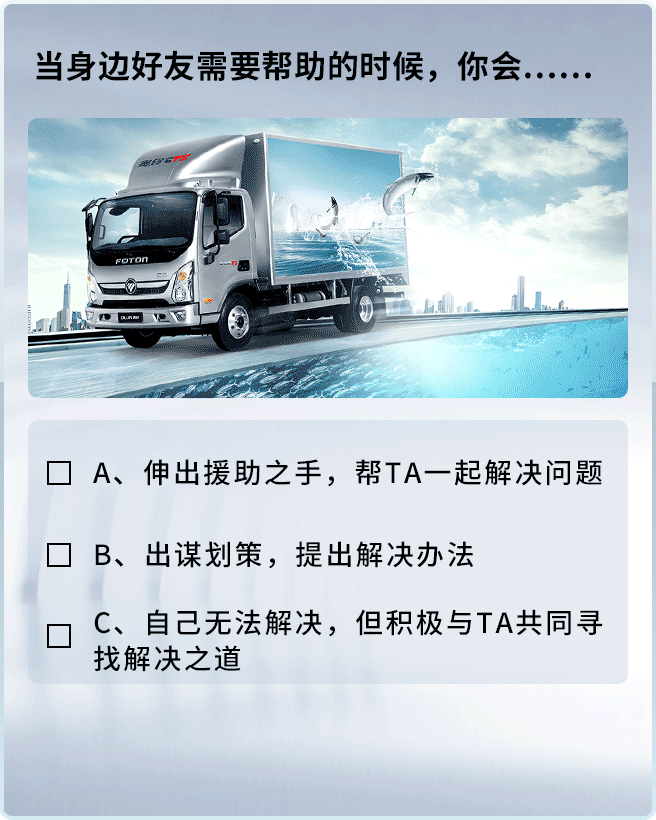 当身边好友需要帮助的时候，你会……
FOTON
A、伸出援助之手，帮TA一起解决问题
B、出谋划策，提出解决办法
C、自己无法解决，但积极与TA共同寻
找解决之道